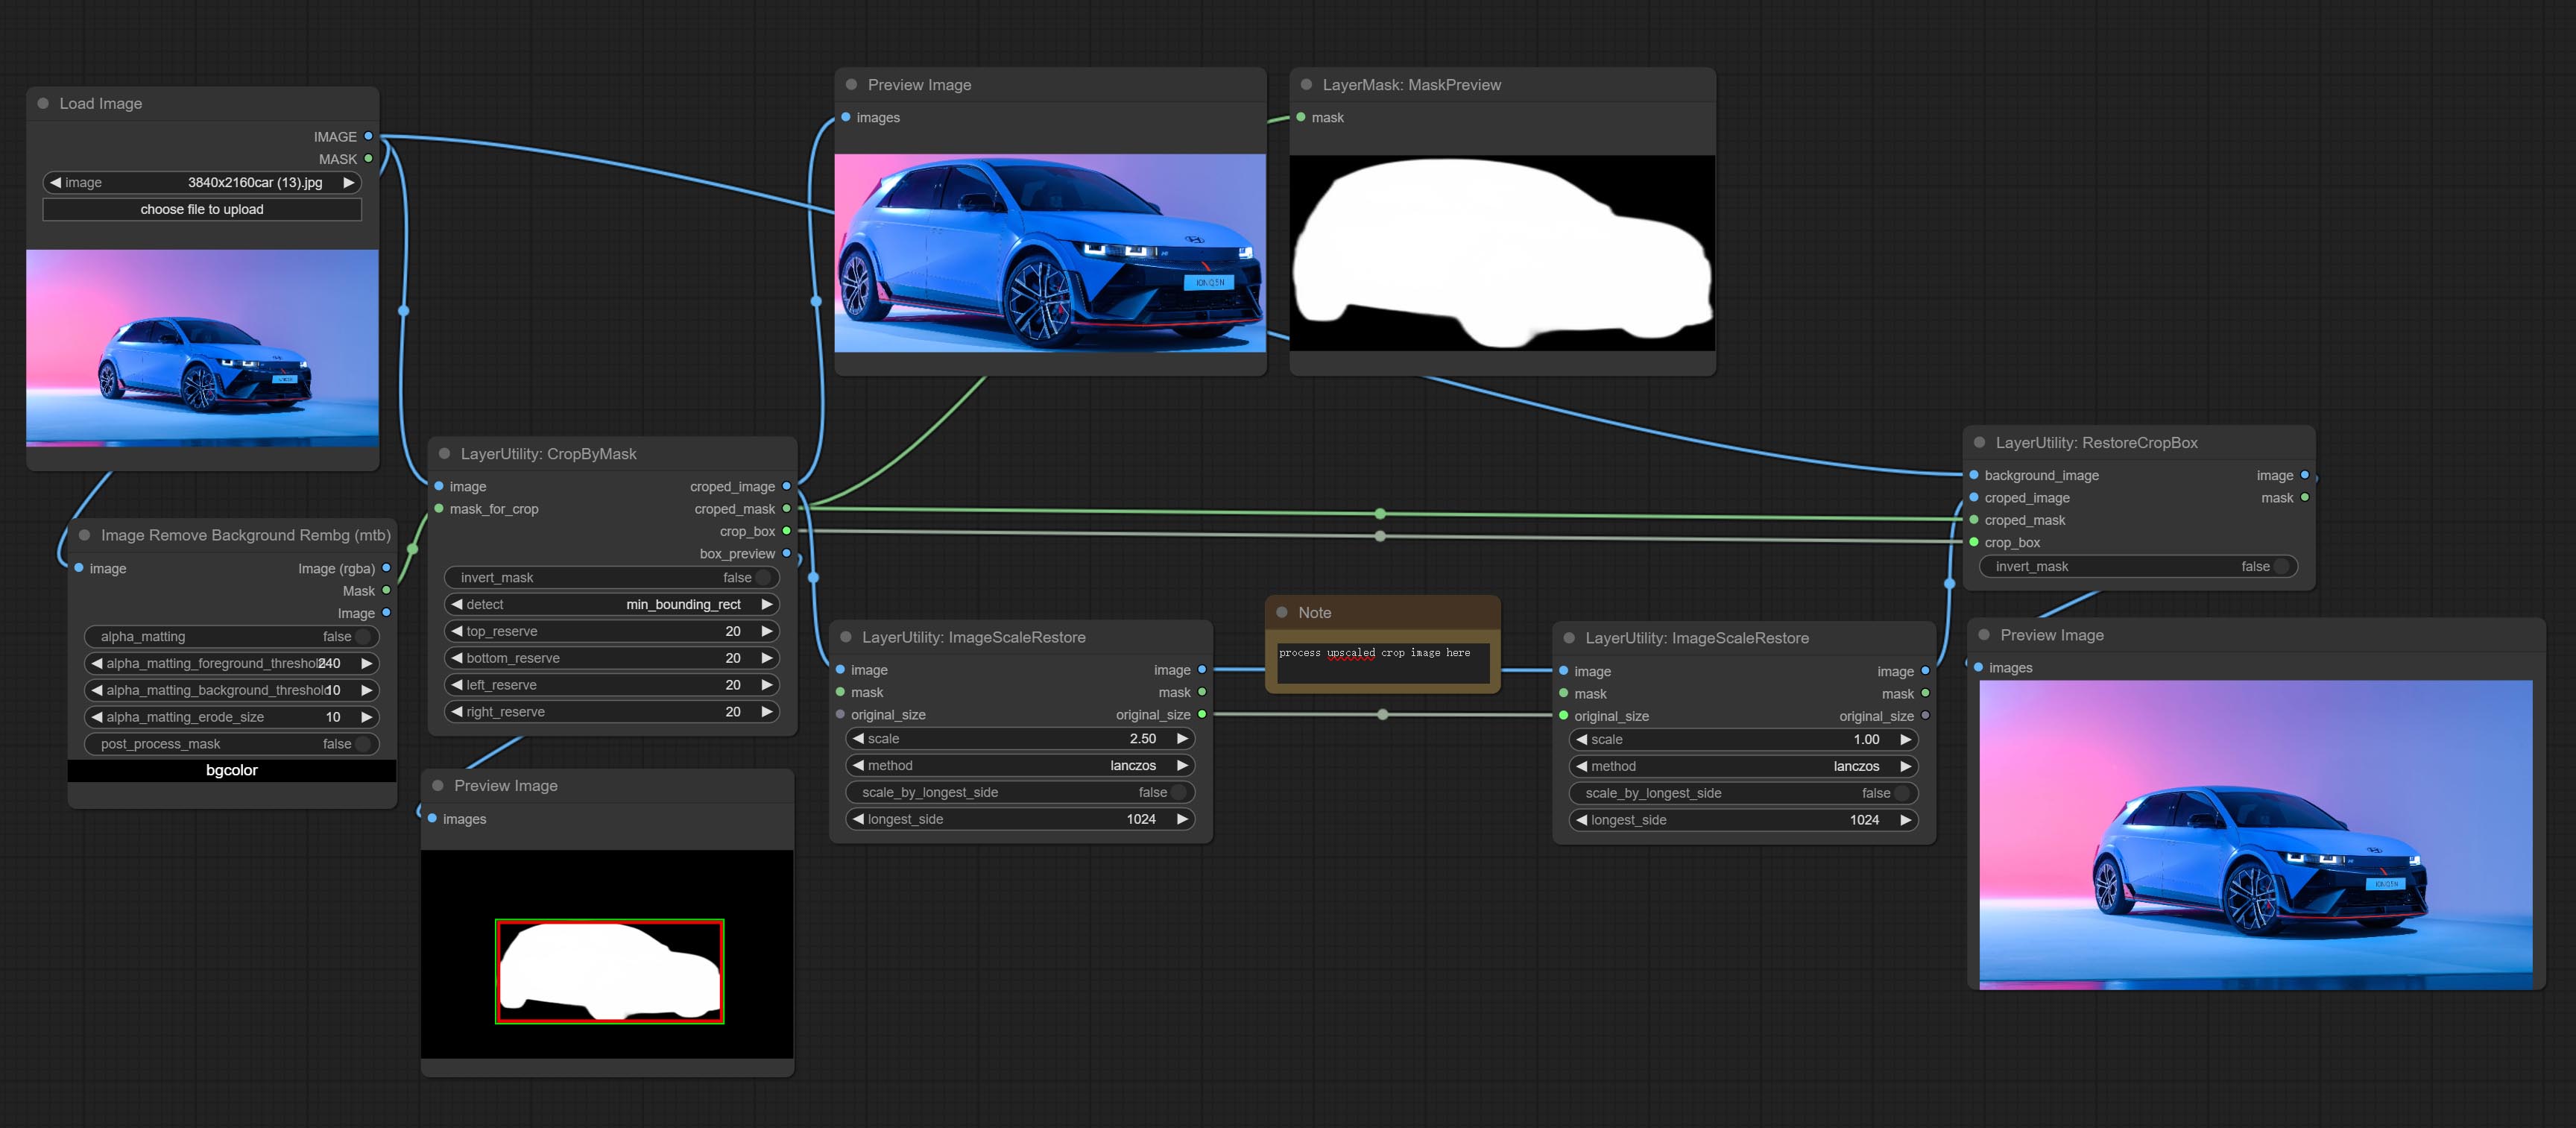 Load Image
IMAGE
MASK
image 3840x2160car (13).jpg
choose file to upload
Image Remove Background Rembg (mtb)
image Image (rgba)
Mask
Image
alpha_matting false
alpha_matting_foreground_threshold 240
alpha_matting_background_threshold 10
alpha_matting_erode_size 10
post_process_mask false
bgcolor
LayerUtility: CropByMask
image croped_image
mask_for_crop croped_mask
crop_box
box_preview
invert_mask false
detect min_bounding_rect
top_reserve 20
bottom_reserve 20
left_reserve 20
right_reserve 20
Preview Image
images
Preview Image
images
IONIQ5N
LayerMask: MaskPreview
mask
LayerUtility: ImageScaleRestore
image image
mask mask
original_size original_size
scale 2.50
method lanczos
scale_by_longest_side false
longest_side 1024
Note
process upscaled crop image here
LayerUtility: ImageScaleRestore
image image
mask mask
original_size original_size
scale 1.00
method lanczos
scale_by_longest_side false
longest_side 1024
LayerUtility: RestoreCropBox
background_image image
croped_image mask
croped_mask
crop_box
invert_mask false
Preview Image
images
IONIQ5N